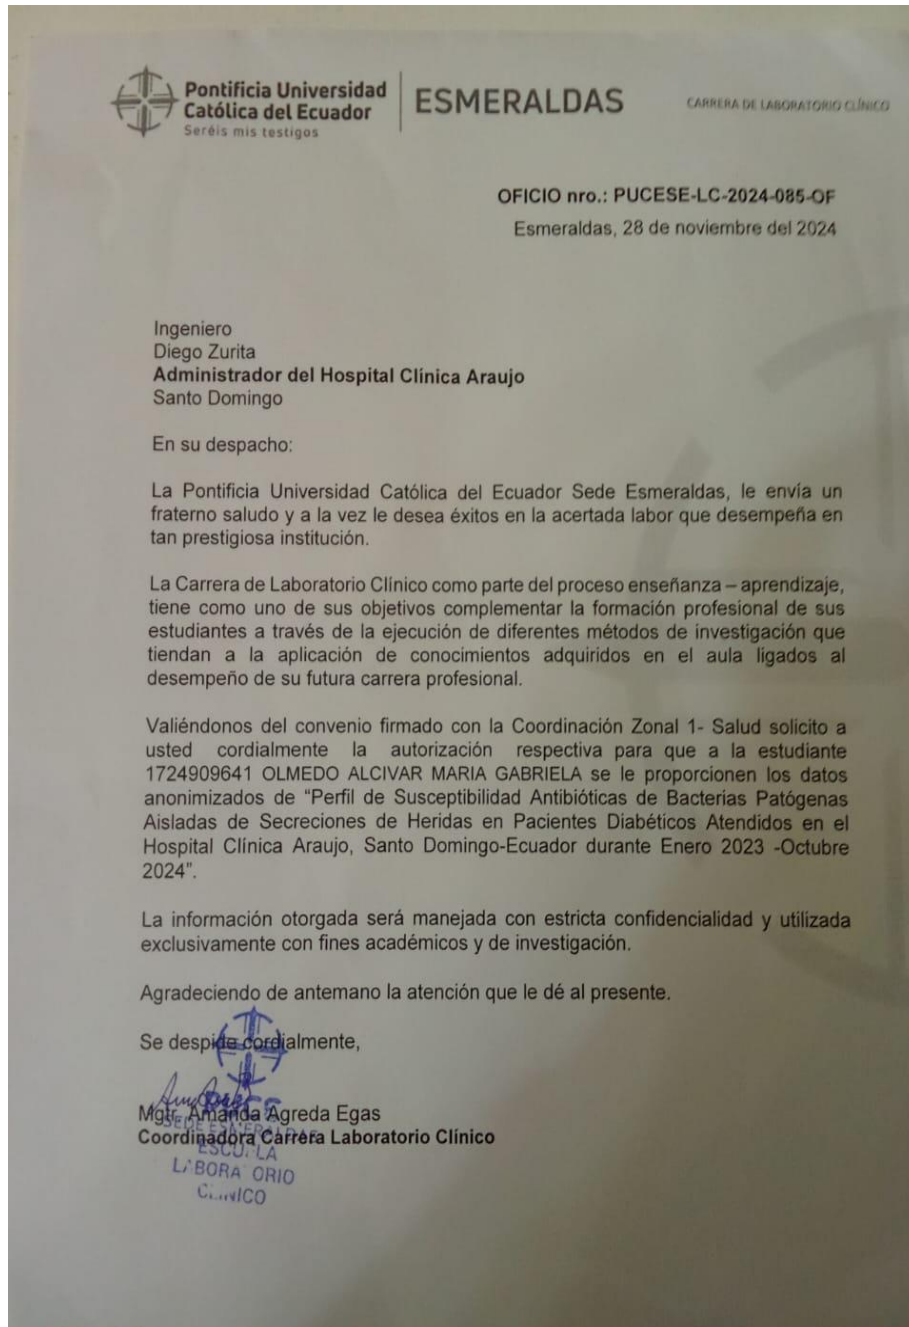 Pontificia Universidad
Católica del Ecuador
Seréis mis testigos
ESMERALDAS
CARRERA DE LABORATORIO CLÍNICO
OFICIO nro.: PUCESE-LC-2024-085-OF
Esmeraldas, 28 de noviembre del 2024
Ingeniero
Diego Zurita
Administrador del Hospital Clínica Araujo
Santo Domingo
En su despacho:
La Pontificia Universidad Católica del Ecuador Sede Esmeraldas, le envía un
fraterno saludo y a la vez le desea éxitos en la acertada labor que desempeña en
tan prestigiosa institución.
La Carrera de Laboratorio Clínico como parte del proceso enseñanza – aprendizaje,
tiene como uno de sus objetivos complementar la formación profesional de sus
estudiantes a través de la ejecución de diferentes métodos de investigación que
tiendan a la aplicación de conocimientos adquiridos en el aula ligados al
desempeño de su futura carrera profesional.
Valiéndonos del convenio firmado con la Coordinación Zonal 1- Salud solicito a
usted cordialmente la autorización respectiva para que a la estudiante
1724909641 OLMEDO ALCIVAR MARIA GABRIELA se le proporcionen los datos
anonimizados de “Perfil de Susceptibilidad Antibióticas de Bacterias Patógenas
Aisladas de Secreciones de Heridas en Pacientes Diabéticos Atendidos en el
Hospital Clínica Araujo, Santo Domingo-Ecuador durante Enero 2023 -Octubre
2024”.
La información otorgada será manejada con estricta confidencialidad y utilizada
exclusivamente con fines académicos y de investigación.
Agradeciendo de antemano la atención que le dé al presente.
Se despide cordialmente,
Mgtr. Amanda Agreda Egas
Coordinadora Carrera Laboratorio Clínico
SEDE ESMERALDAS
ESCUELA
LABORATORIO
CLINICO